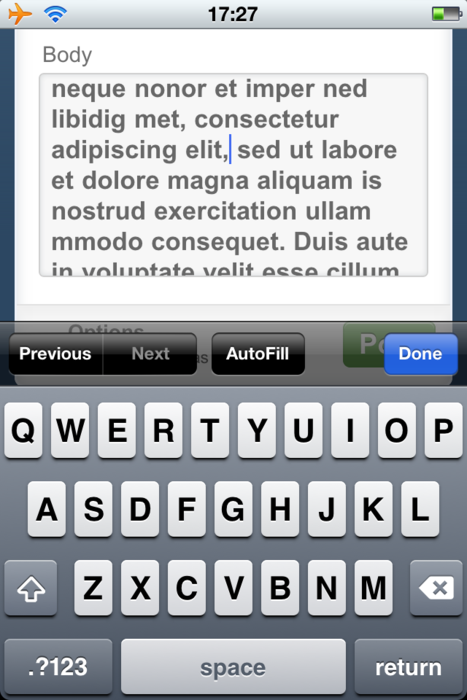 17:27
Body
neque nonor et imper ned
libidig met, consectetur
adipiscing elit, sed ut labore
et dolore magna aliquam is
nostrud exercitation ullam
mmodo consequet. Duis aute
in voluptate velit esse cillum
Options
Previous Next AutoFill Done
Q W E R T Y U I O P
A S D F G H J K L
Z X C V B N M
.?123 space return